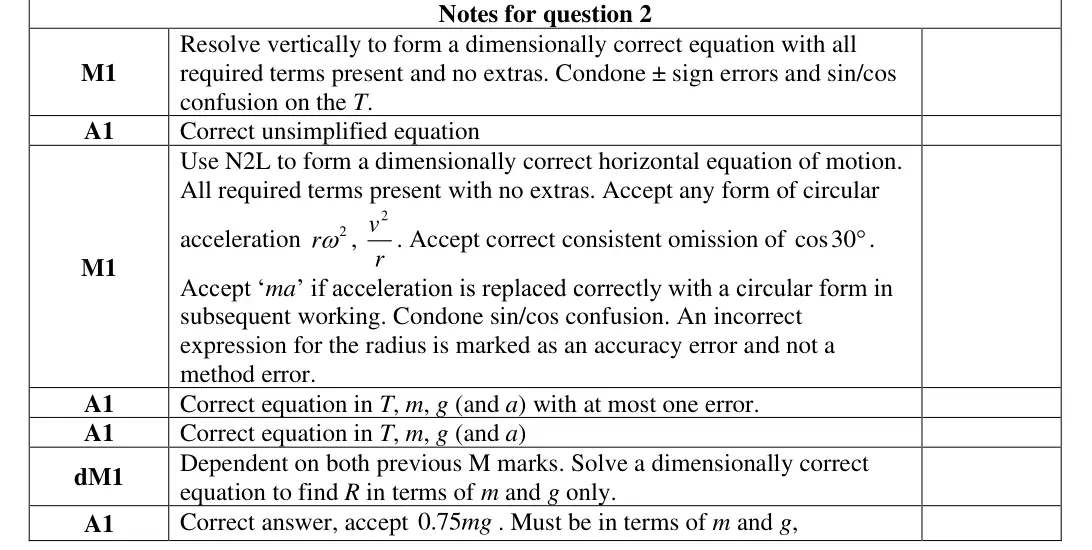 Notes for question 2
M1
Resolve vertically to form a dimensionally correct equation with all
required terms present and no extras. Condone ± sign errors and sin/cos
confusion on the T.
A1
Correct unsimplified equation
M1
Use N2L to form a dimensionally correct horizontal equation of motion.
All required terms present with no extras. Accept any form of circular
acceleration rω², v²/r . Accept correct consistent omission of cos30°.
Accept ‘ma’ if acceleration is replaced correctly with a circular form in
subsequent working. Condone sin/cos confusion. An incorrect
expression for the radius is marked as an accuracy error and not a
method error.
A1
Correct equation in T, m, g (and a) with at most one error.
A1
Correct equation in T, m, g (and a)
dM1
Dependent on both previous M marks. Solve a dimensionally correct
equation to find R in terms of m and g only.
A1
Correct answer, accept 0.75mg . Must be in terms of m and g,